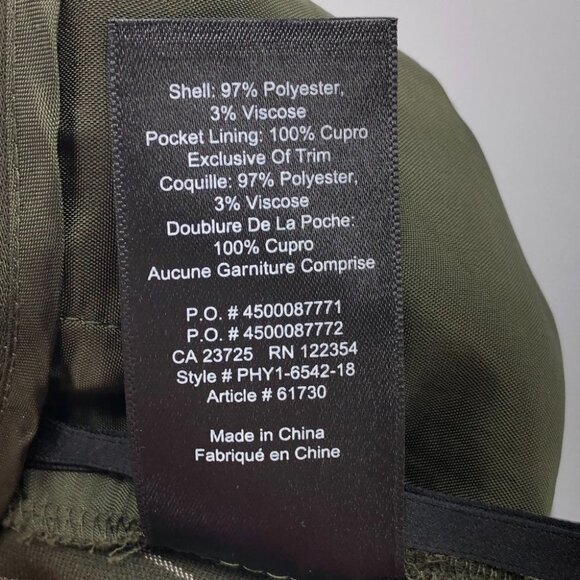 Shell: 97% Polyester,
3% Viscose
Pocket Lining: 100% Cupro
Exclusive Of Trim
Coquille: 97% Polyester,
3% Viscose
Doublure De La Poche:
100% Cupro
Aucune Garniture Comprise
P.O. # 4500087771
P.O. # 4500087772
CA 23725 RN 122354
Style # PHY1-6542-18
Article # 61730
Made in China
Fabriqué en Chine